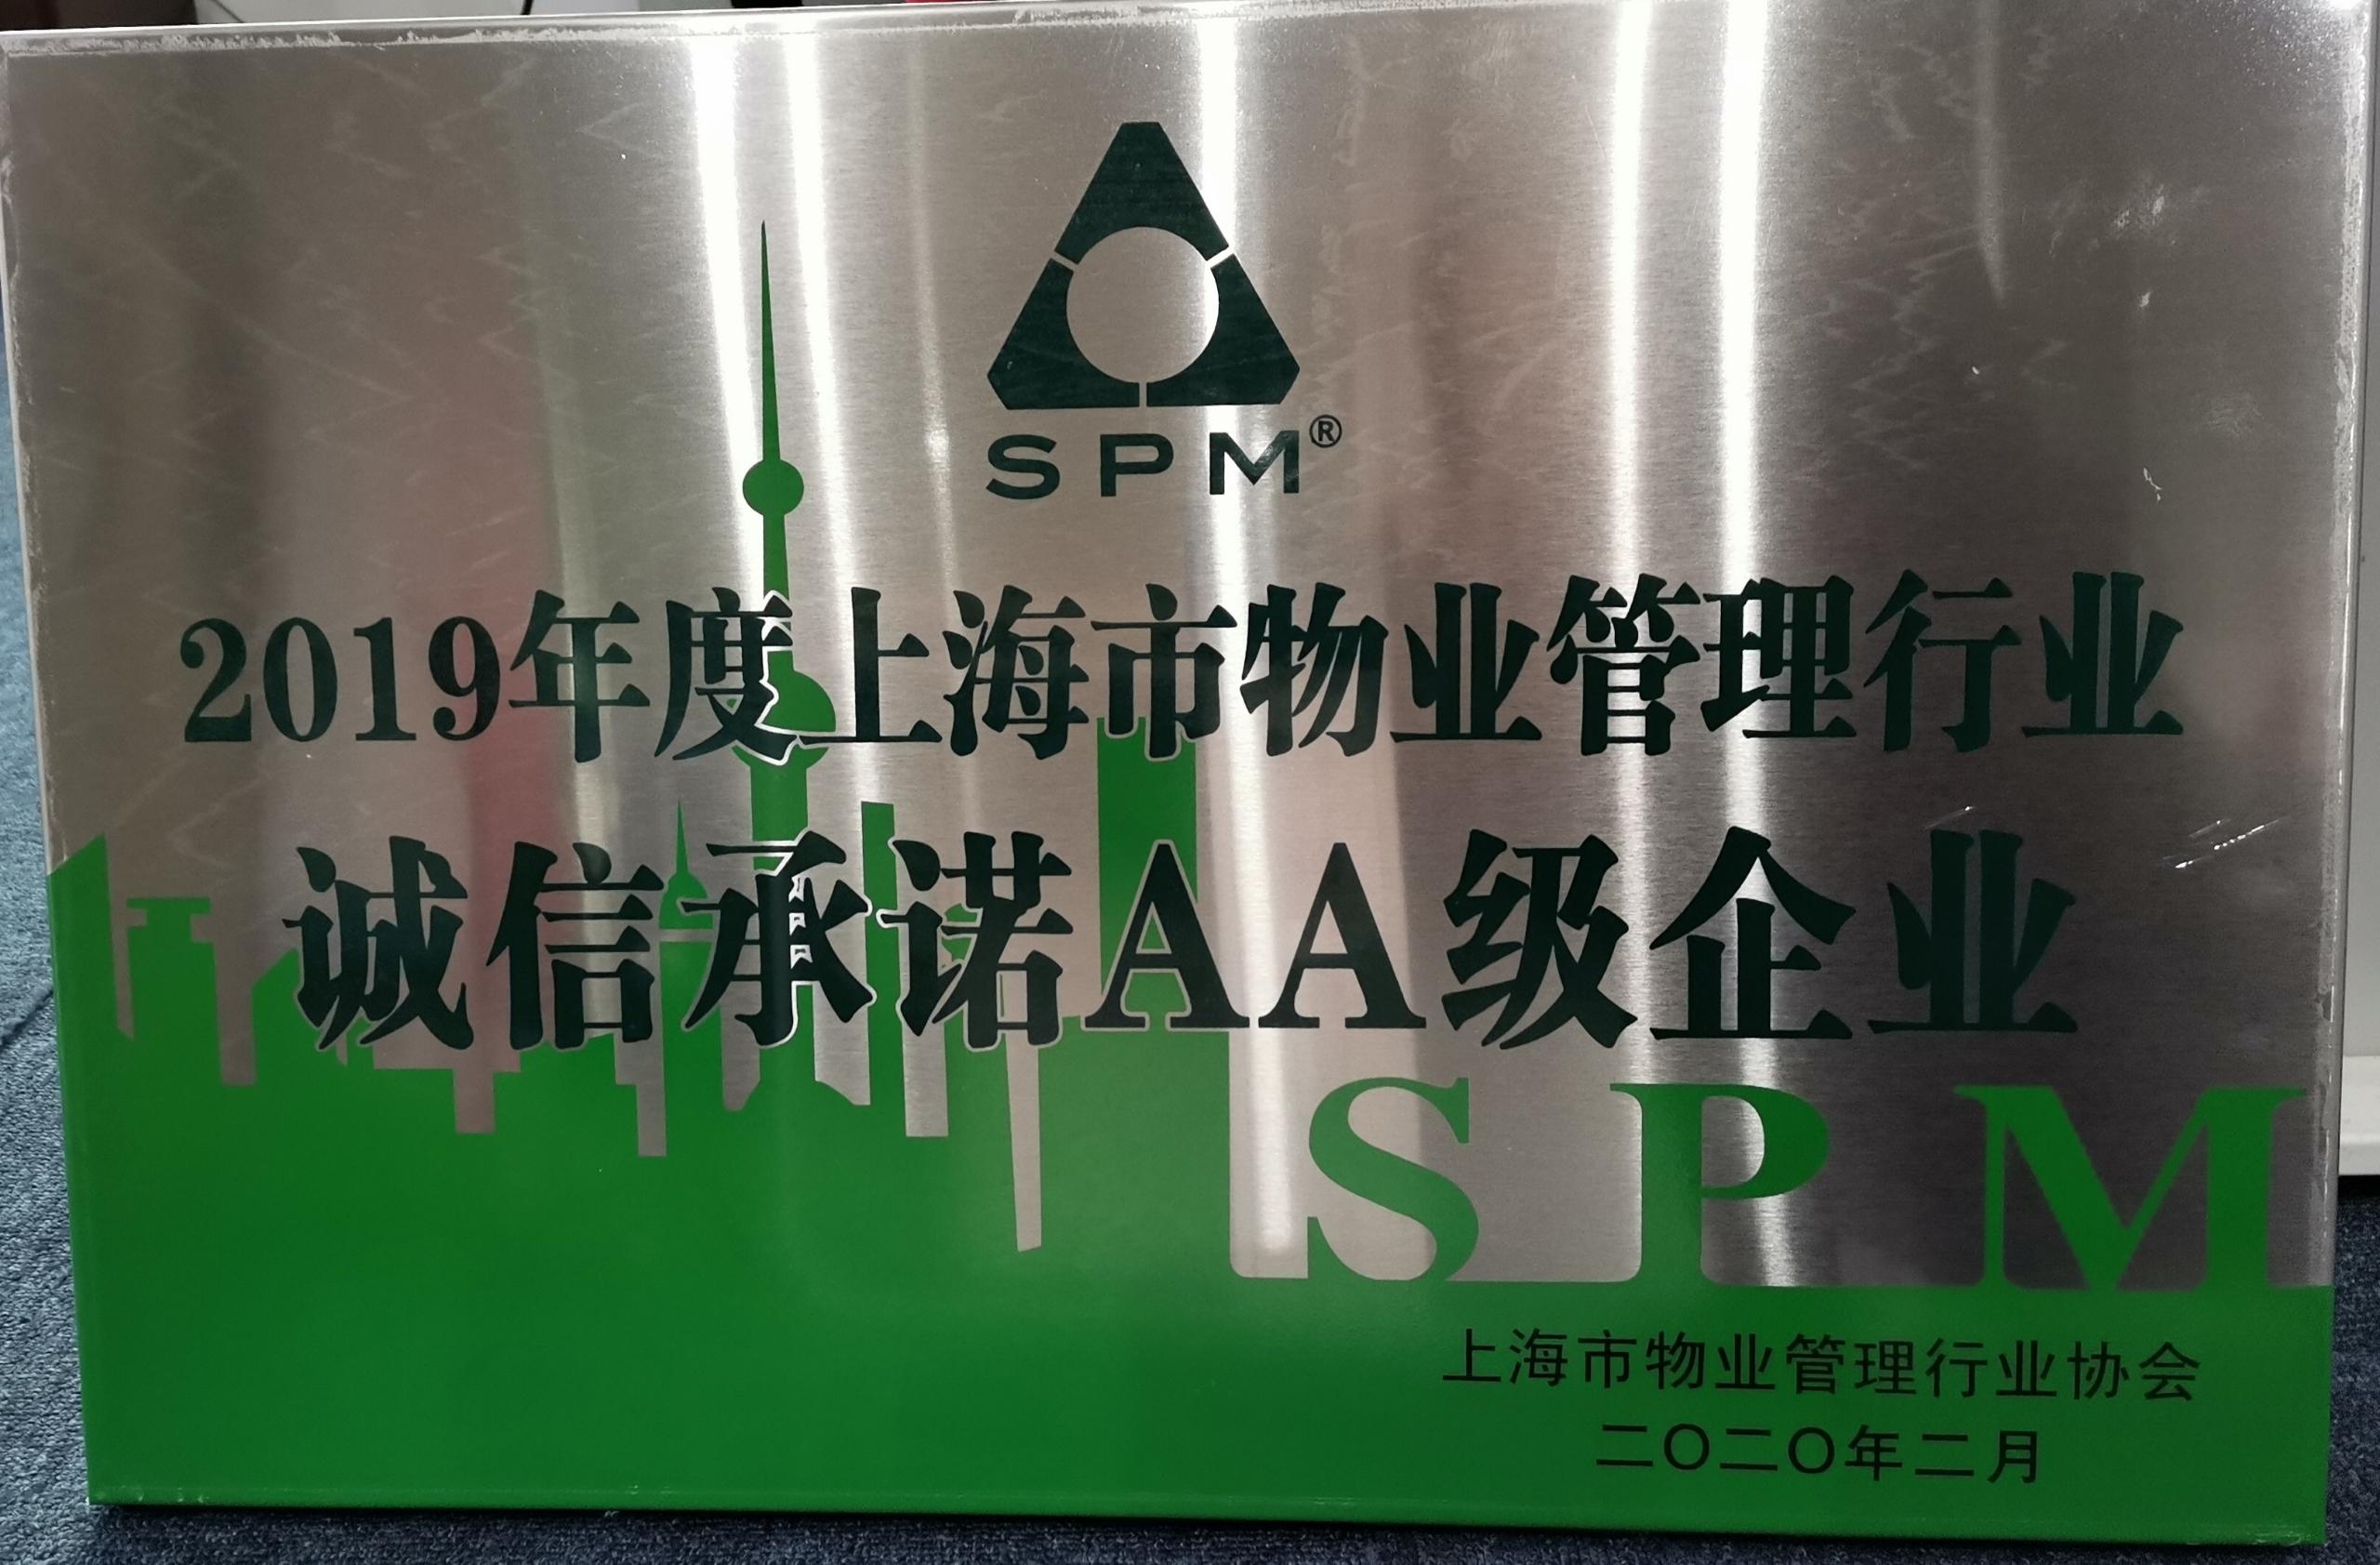 SPM®
2019年度上海市物业管理行业
诚信承诺AA级企业
SPM
上海市物业管理行业协会
二〇二〇年二月